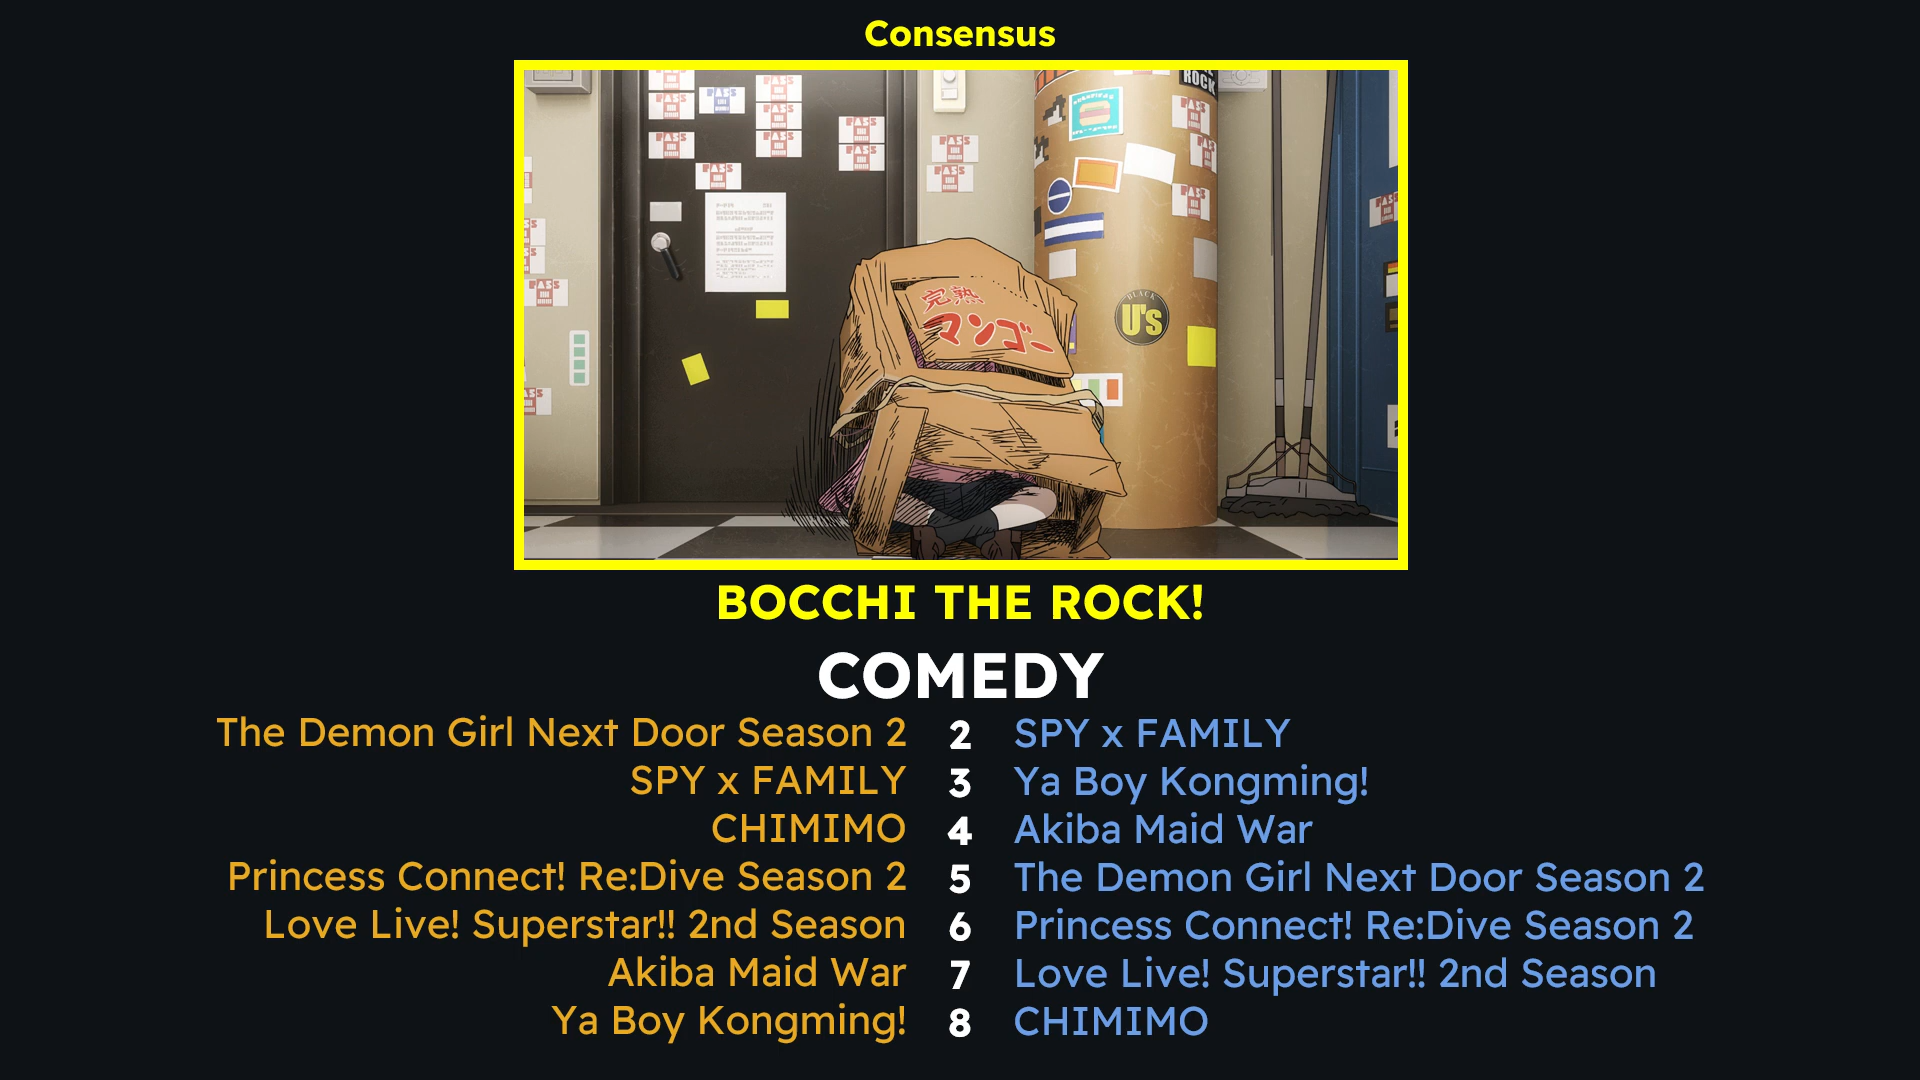 Consensus
PASS
ROCK
完熟
マンゴー
BLACK
U's
BOCCHI THE ROCK!
COMEDY
The Demon Girl Next Door Season 2 2 SPY x FAMILY
SPY x FAMILY 3 Ya Boy Kongming!
CHIMIMO 4 Akiba Maid War
Princess Connect! Re:Dive Season 2 5 The Demon Girl Next Door Season 2
Love Live! Superstar!! 2nd Season 6 Princess Connect! Re:Dive Season 2
Akiba Maid War 7 Love Live! Superstar!! 2nd Season
Ya Boy Kongming! 8 CHIMIMO